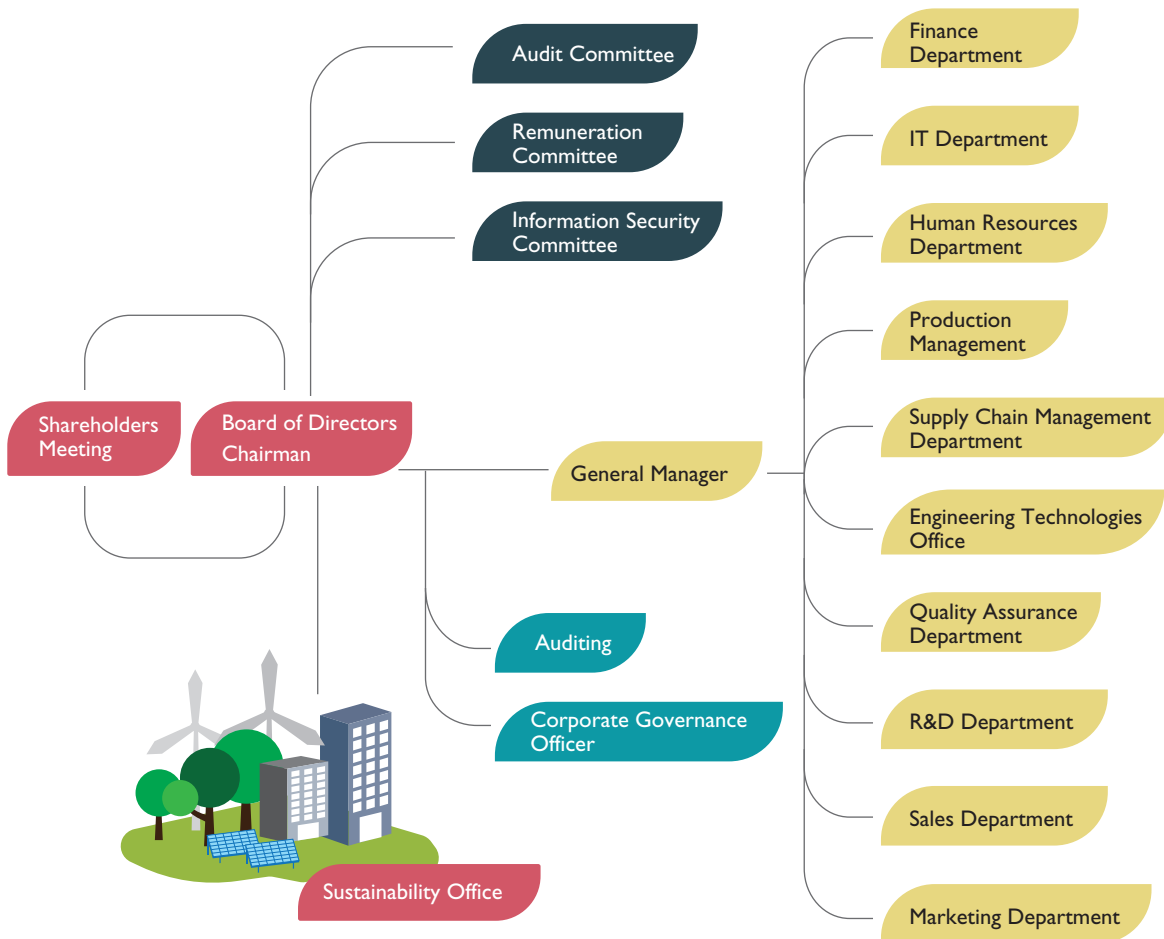 Audit Committee
Remuneration
Committee
Information Security
Committee
Shareholders
Meeting
Board of Directors
Chairman
General Manager
Auditing
Corporate Governance
Officer
Sustainability Office
Finance
Department
IT Department
Human Resources
Department
Production
Management
Supply Chain Management
Department
Engineering Technologies
Office
Quality Assurance
Department
R&D Department
Sales Department
Marketing Department